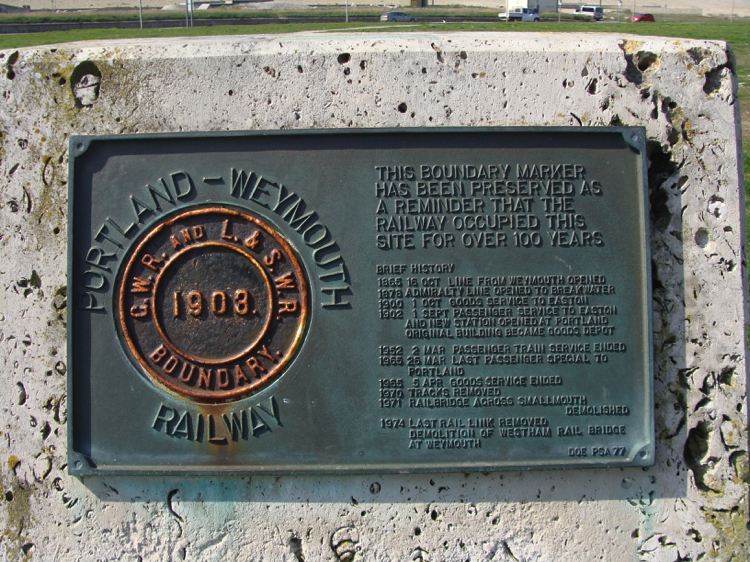 PORTLAND - WEYMOUTH
RAILWAY
G.W.R. AND L. & S.W.R.
1903.
BOUNDARY.
THIS BOUNDARY MARKER
HAS BEEN PRESERVED AS
A REMINDER THAT THE
RAILWAY OCCUPIED THIS
SITE FOR OVER 100 YEARS
BRIEF HISTORY
1865 16 OCT LINE FROM WEYMOUTH OPENED
1878 ADMIRALTY LINE OPENED TO BREAKWATER
1900 1 OCT GOODS SERVICE TO EASTON
1902 1 SEPT PASSENGER SERVICE TO EASTON
AND NEW STATION OPENED AT PORTLAND
ORIGINAL BUILDING BECAME GOODS DEPOT
1952 2 MAR PASSENGER TRAIN SERVICE ENDED
1965 26 MAR LAST PASSENGER SPECIAL TO
PORTLAND
1965 5 APR GOODS SERVICE ENDED
1970 TRACKS REMOVED
1971 RAILBRIDGE ACROSS SMALLMOUTH
DEMOLISHED
1974 LAST RAIL LINK REMOVED
DEMOLITION OF WESTHAM RAIL BRIDGE
AT WEYMOUTH
DOE PSA 77